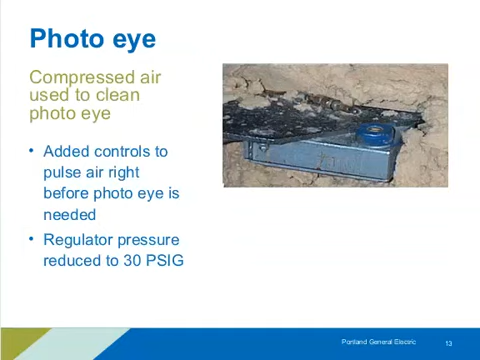 Photo eye
Compressed air
used to clean
photo eye
• Added controls to
pulse air right
before photo eye is
needed
• Regulator pressure
reduced to 30 PSIG
Portland General Electric
13